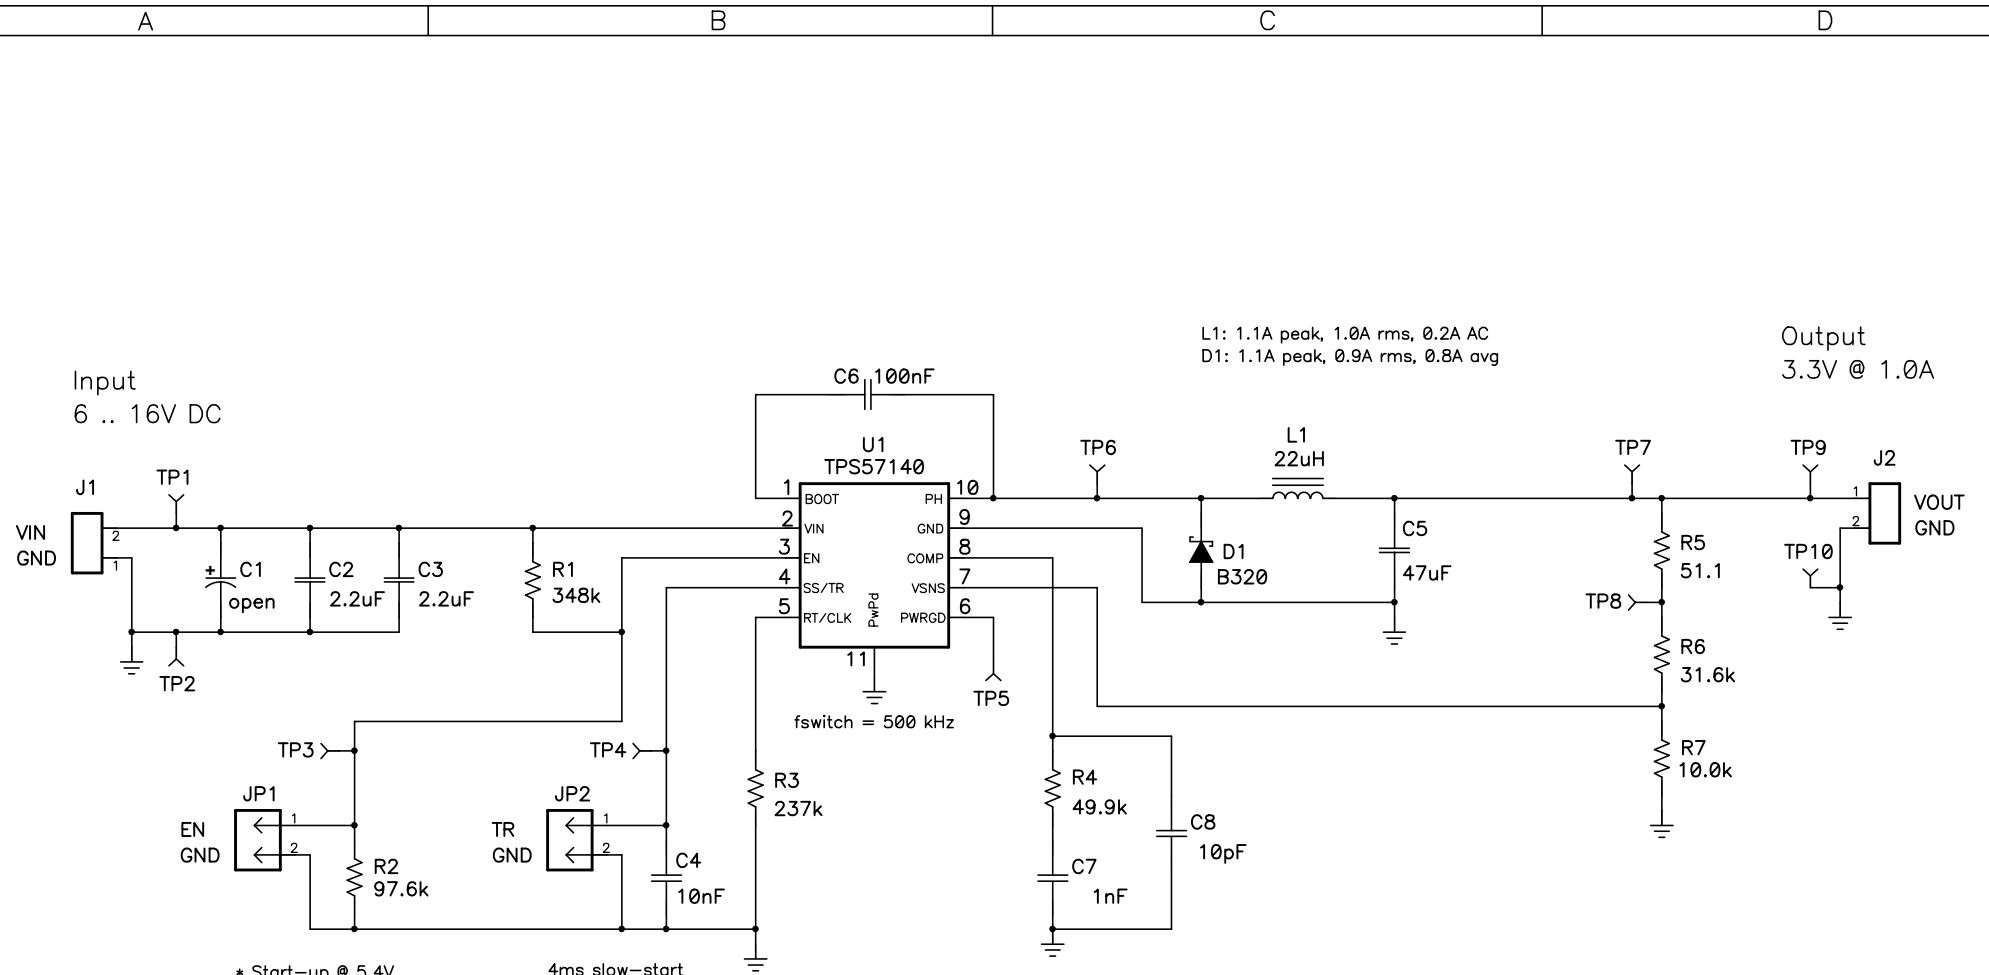 A B C D
L1: 1.1A peak, 1.0A rms, 0.2A AC
D1: 1.1A peak, 0.9A rms, 0.8A avg
Output
3.3V @ 1.0A
Input
6 .. 16V DC
C6 100nF
U1
TPS57140
TP6
L1
22uH
TP7
TP9
J2
J1
TP1
1 BOOT
PH 10
1
VOUT
VIN
2
2 VIN
GND 9
2
GND
GND
1
3 EN
COMP 8
4 SS/TR
VSNS 7
5 RT/CLK
PWRGD 6
PwPd
11
C1
open
C2
2.2uF
C3
2.2uF
R1
348k
D1
B320
C5
47uF
R5
51.1
TP10
TP8
R6
31.6k
TP2
TP5
fswitch = 500 kHz
TP3
TP4
R7
10.0k
JP1
JP2
R3
237k
R4
49.9k
EN
1
TR
1
GND
2
GND
2
C8
10pF
R2
97.6k
C4
10nF
C7
1nF
* Start-up @ 5.4V
4ms slow-start